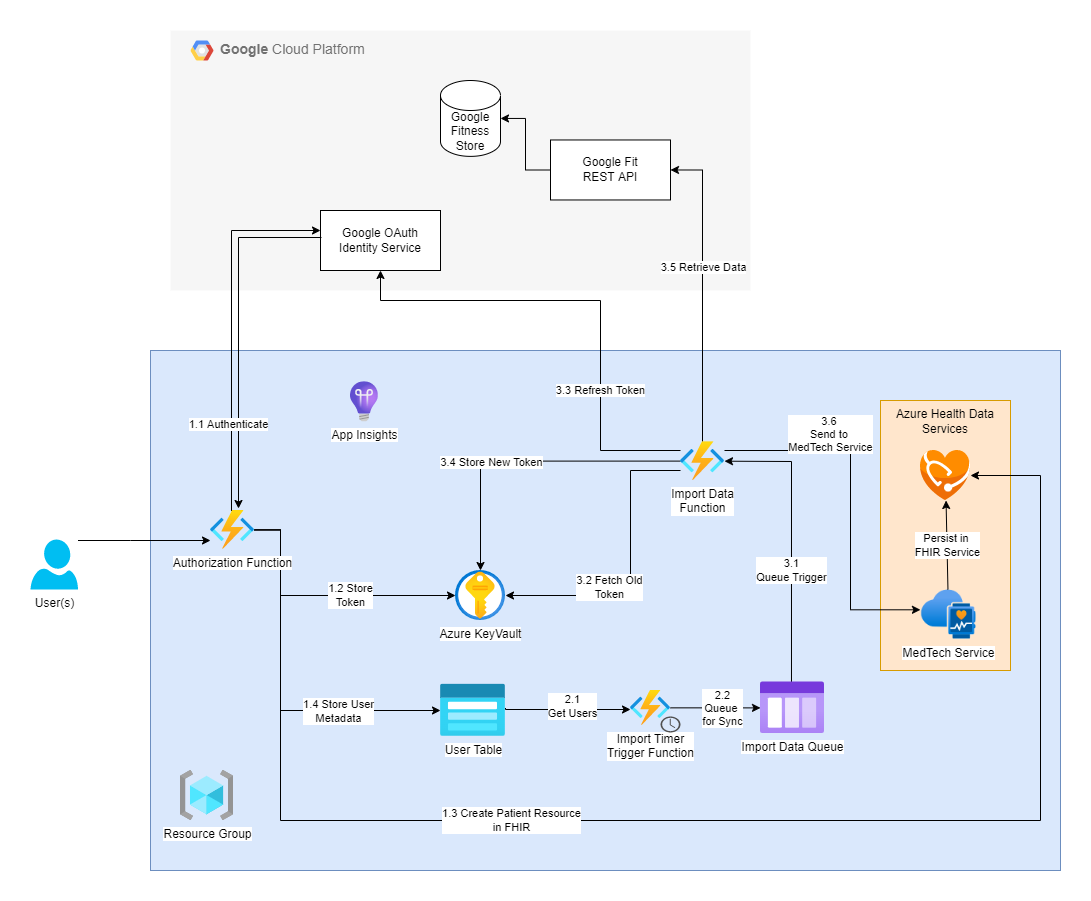 Google Cloud Platform
Google
Fitness
Store
Google Fit
REST API
Google OAuth
Identity Service
3.5 Retrieve Data
3.3 Refresh Token
1.1 Authenticate
App Insights
3.4 Store New Token
Import Data
Function
3.6
Send to
MedTech Service
Azure Health Data
Services
Persist in
FHIR Service
MedTech Service
User(s)
Authorization Function
1.2 Store
Token
Azure KeyVault
3.2 Fetch Old
Token
3.1
Queue Trigger
1.4 Store User
Metadata
User Table
2.1
Get Users
Import Timer
Trigger Function
2.2
Queue
for Sync
Import Data Queue
Resource Group
1.3 Create Patient Resource
in FHIR